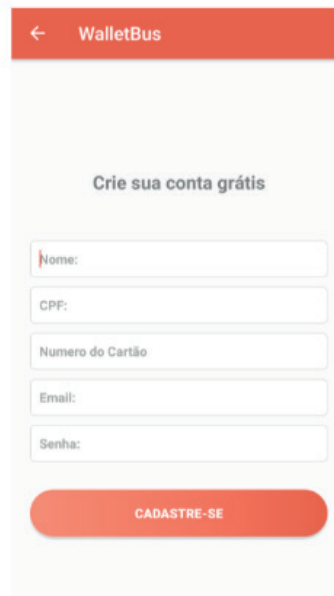 WalletBus
Crie sua conta grátis
Nome:
CPF:
Numero do Cartão
Email:
Senha:
CADASTRE-SE